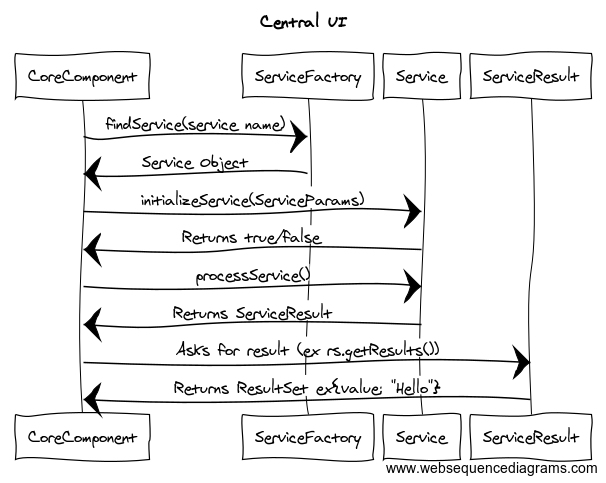 Central UI
CoreComponent
ServiceFactory
Service
ServiceResult
findService(service name)
Service Object
initializeService(ServiceParams)
Returns true/false
processService()
Returns ServiceResult
Asks for result (ex rs.getResults())
Returns ResultSet ex{value; "Hello"}
CoreComponent
ServiceFactory
Service
ServiceResult
www.websequencediagrams.com